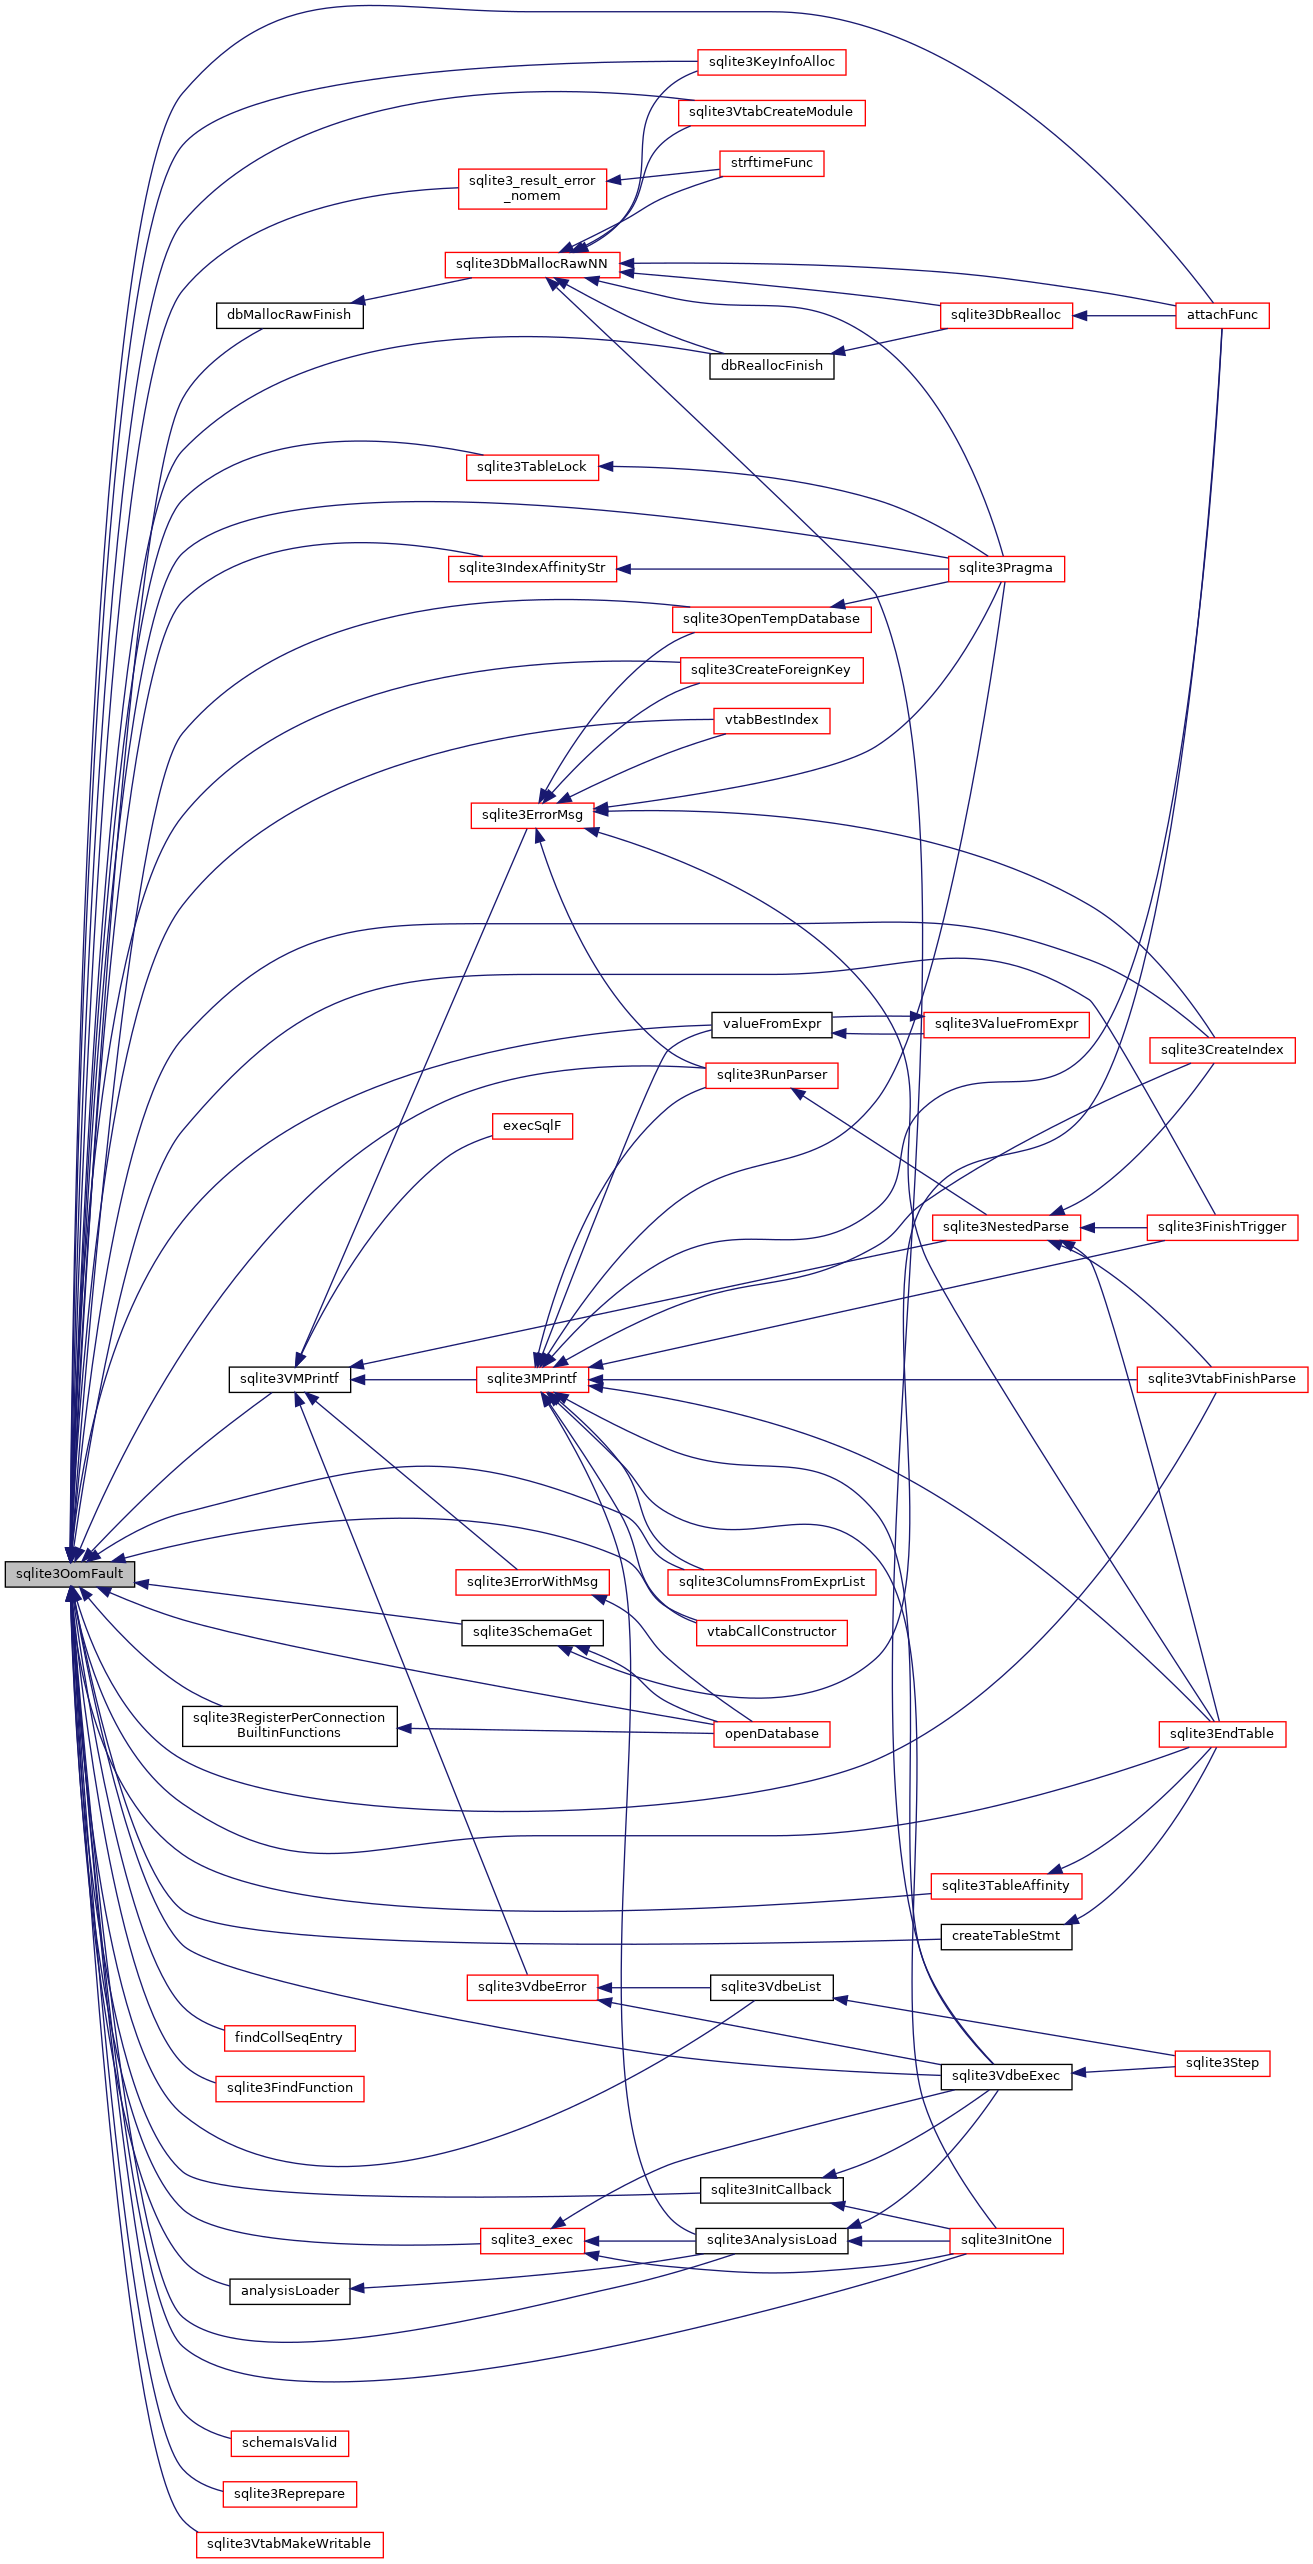 sqlite3KeyInfoAlloc
sqlite3VtabCreateModule
strftimeFunc
sqlite3_result_error
_nomem
sqlite3DbMallocRawNN
dbMallocRawFinish
sqlite3DbRealloc
attachFunc
dbReallocFinish
sqlite3TableLock
sqlite3IndexAffinityStr
sqlite3Pragma
sqlite3OpenTempDatabase
sqlite3CreateForeignKey
vtabBestIndex
sqlite3ErrorMsg
valueFromExpr
sqlite3ValueFromExpr
sqlite3CreateIndex
sqlite3RunParser
execSqlF
sqlite3NestedParse
sqlite3FinishTrigger
sqlite3VMPrintf
sqlite3MPrintf
sqlite3VtabFinishParse
sqlite3OomFault
sqlite3ErrorWithMsg
sqlite3ColumnsFromExprList
sqlite3SchemaGet
vtabCallConstructor
sqlite3RegisterPerConnection
BuiltinFunctions
openDatabase
sqlite3EndTable
sqlite3TableAffinity
createTableStmt
sqlite3VdbeError
sqlite3VdbeList
findCollSeqEntry
sqlite3Step
sqlite3VdbeExec
sqlite3FindFunction
sqlite3InitCallback
sqlite3_exec
sqlite3AnalysisLoad
sqlite3InitOne
analysisLoader
schemaIsValid
sqlite3Reprepare
sqlite3VtabMakeWritable